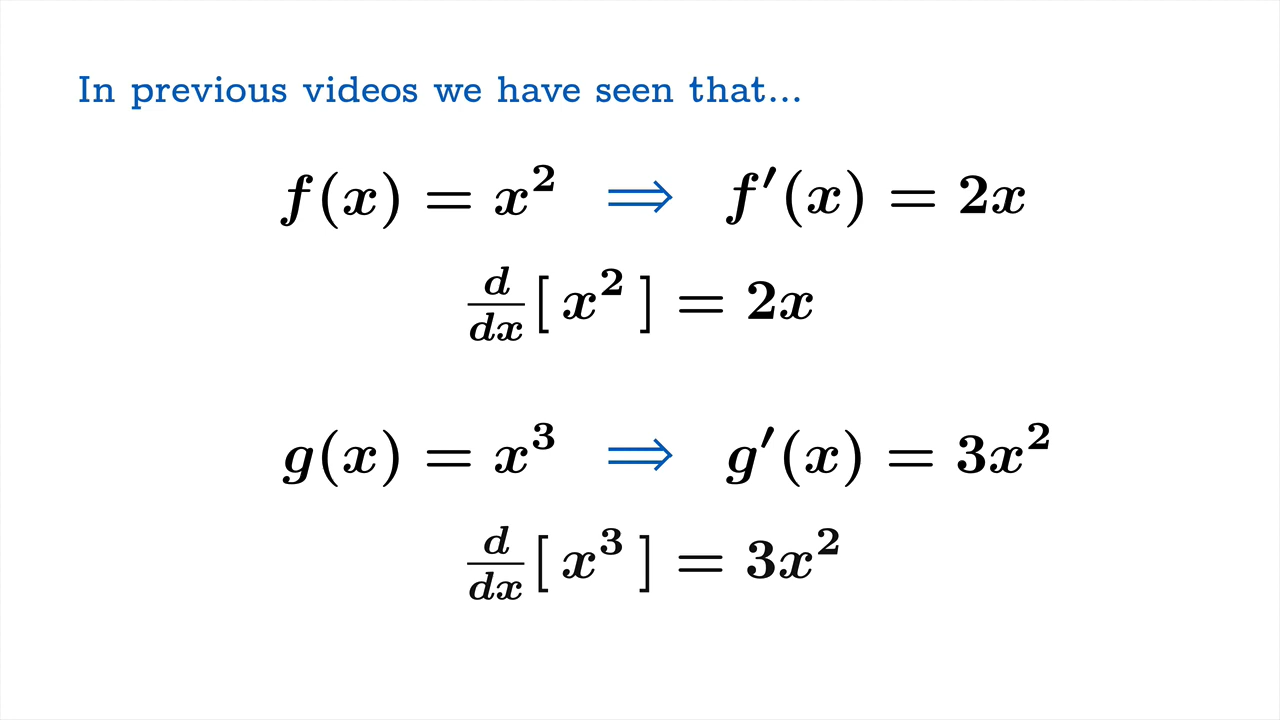 In previous videos we have seen that...
f(x) = x² ⟹ f′(x) = 2x
d/dx [ x² ] = 2x
g(x) = x³ ⟹ g′(x) = 3x²
d/dx [ x³ ] = 3x²